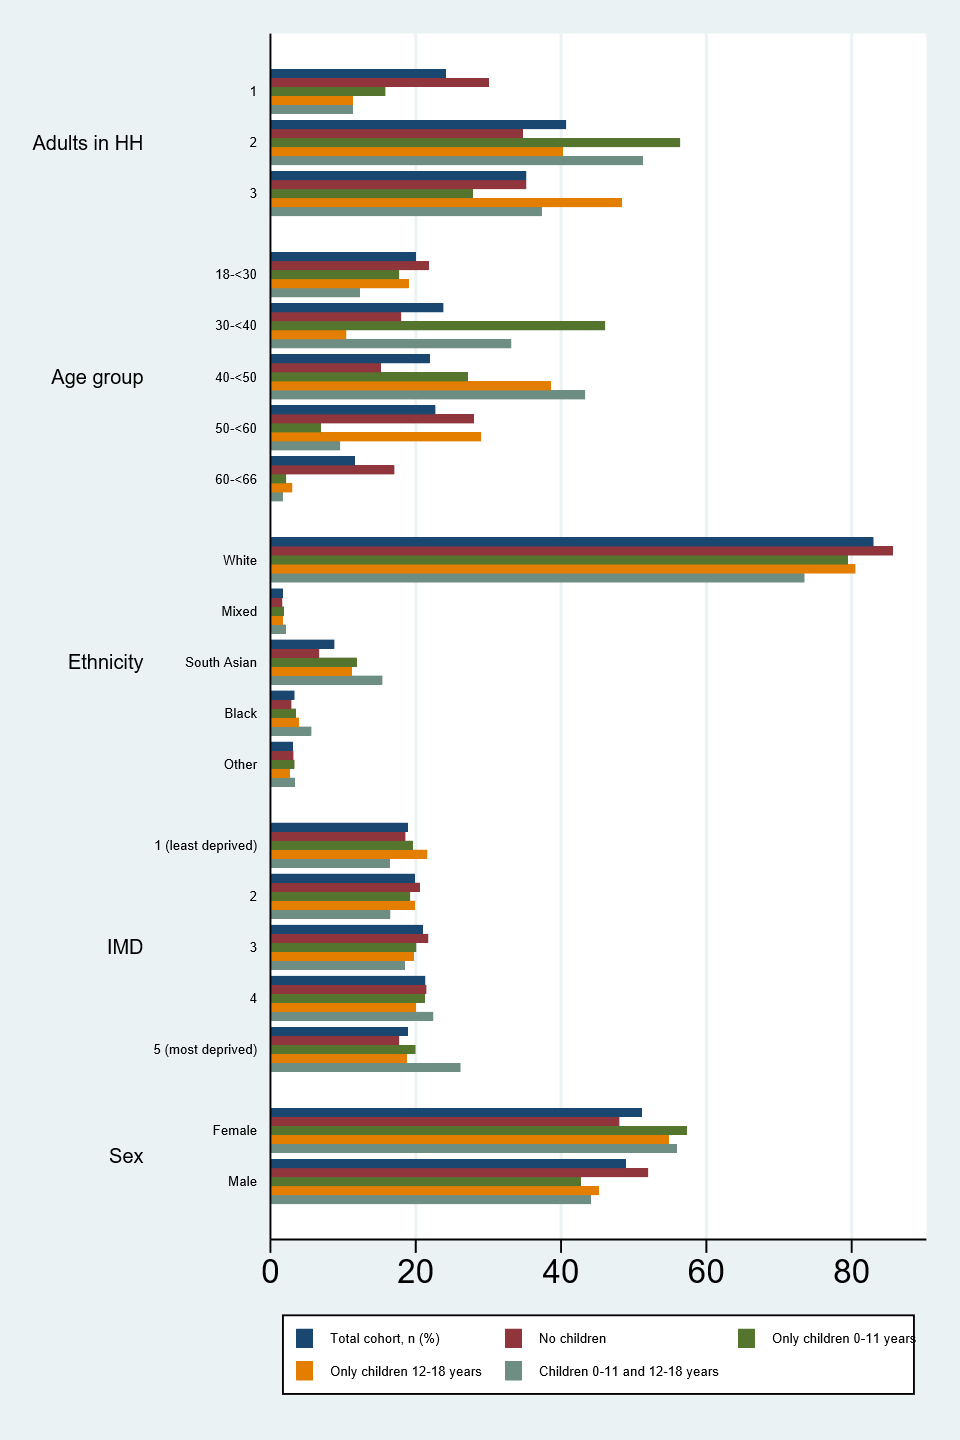 1
Adults in HH
2
3
18-<30
30-<40
Age group
40-<50
50-<60
60-<66
White
Mixed
Ethnicity
South Asian
Black
Other
1 (least deprived)
2
IMD
3
4
5 (most deprived)
Female
Sex
Male
0 20 40 60 80
Total cohort, n (%) No children Only children 0-11 years
Only children 12-18 years Children 0-11 and 12-18 years